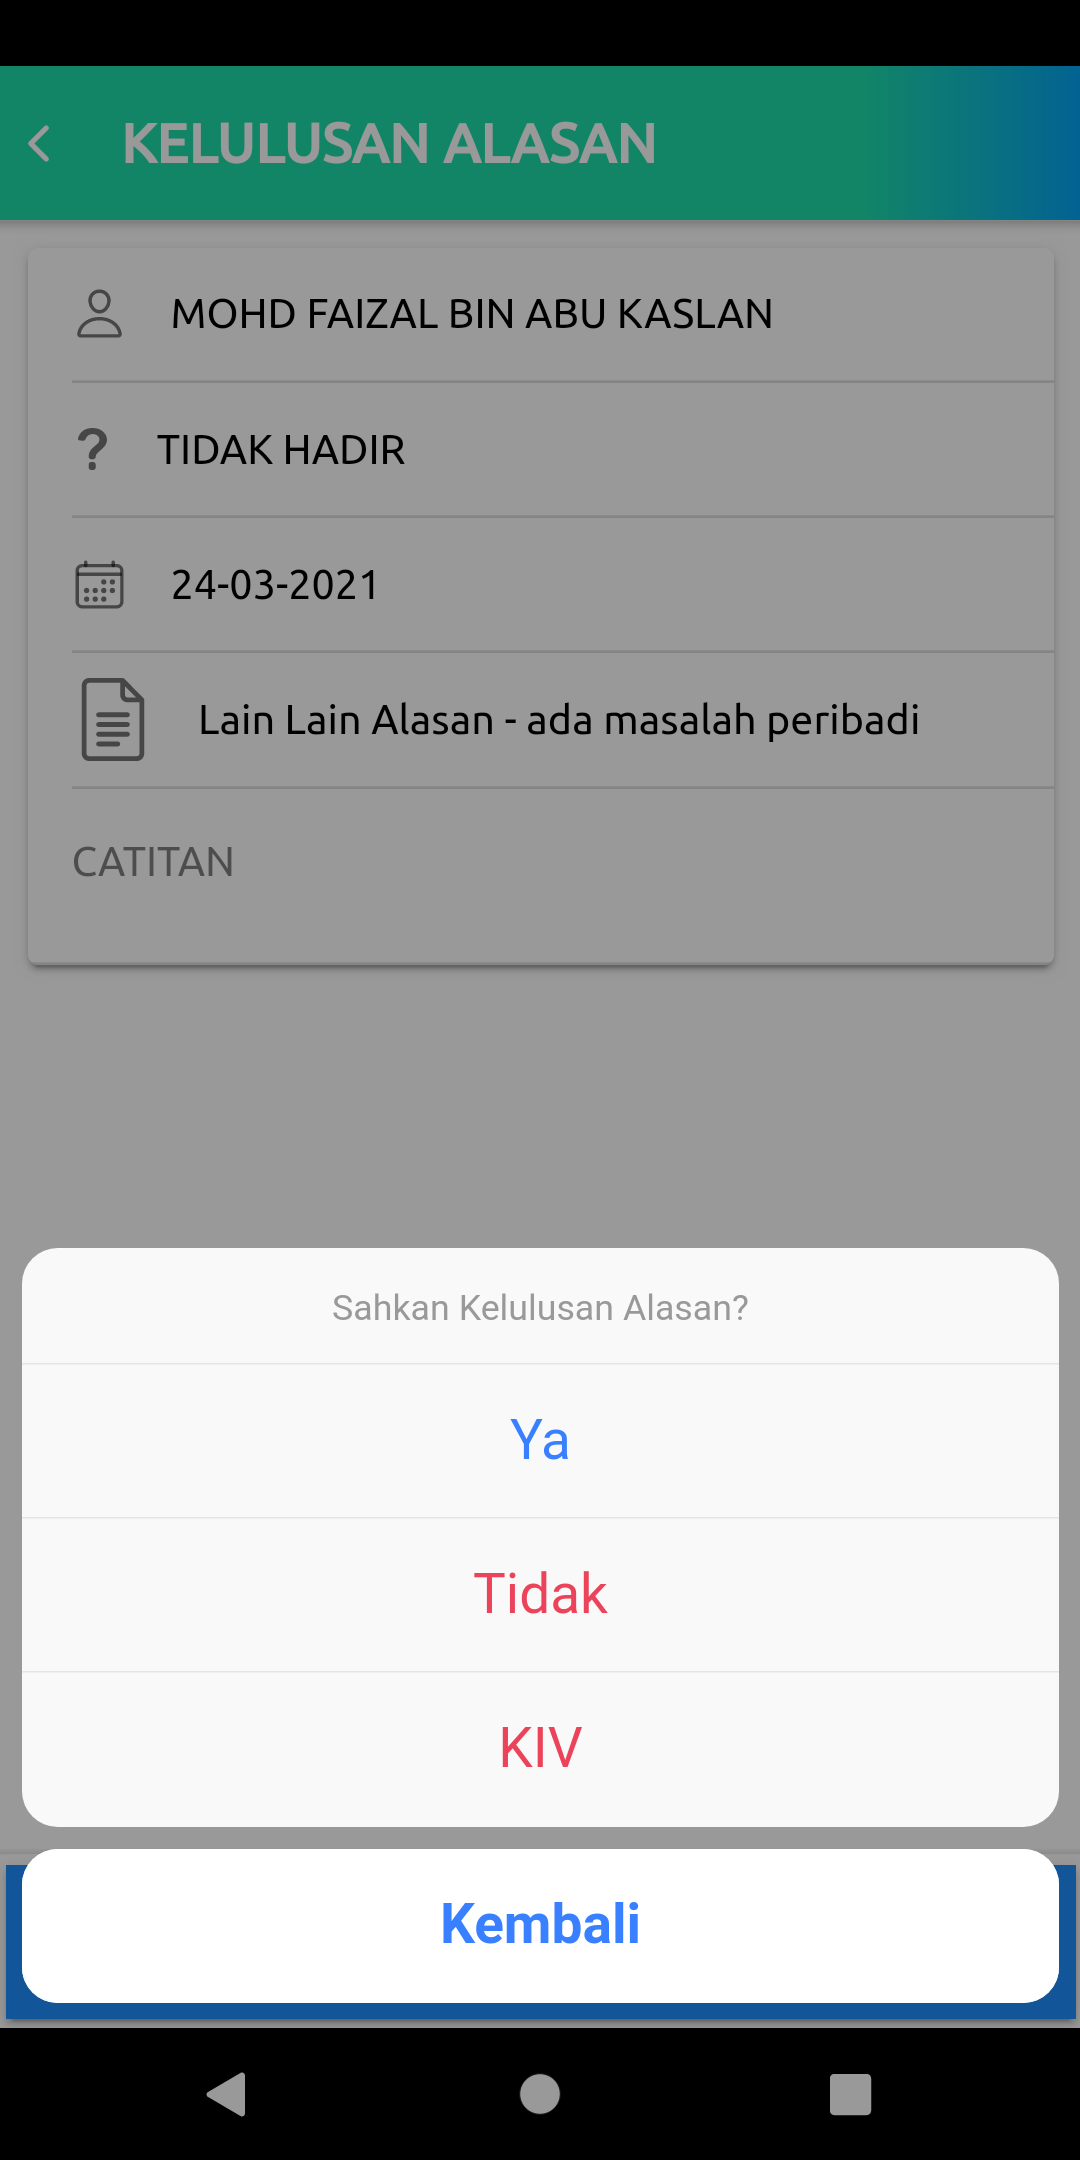 KELULUSAN ALASAN
MOHD FAIZAL BIN ABU KASLAN
TIDAK HADIR
24-03-2021
Lain Lain Alasan - ada masalah peribadi
CATITAN
Sahkan Kelulusan Alasan?
Ya
Tidak
KIV
Kembali